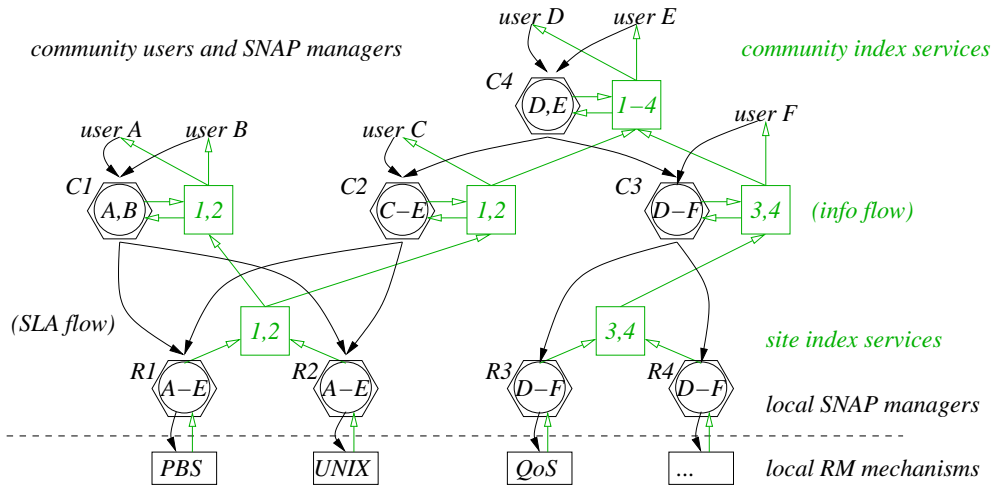 user D
user E
community users and SNAP managers
community index services
C4
D,E
1−4
user A
user B
user C
user F
C1
A,B
1,2
C2
C−E
1,2
C3
D−F
3,4
(info flow)
(SLA flow)
1,2
3,4
site index services
R1
A−E
R2
A−E
R3
D−F
R4
D−F
local SNAP managers
PBS
UNIX
QoS
...
local RM mechanisms